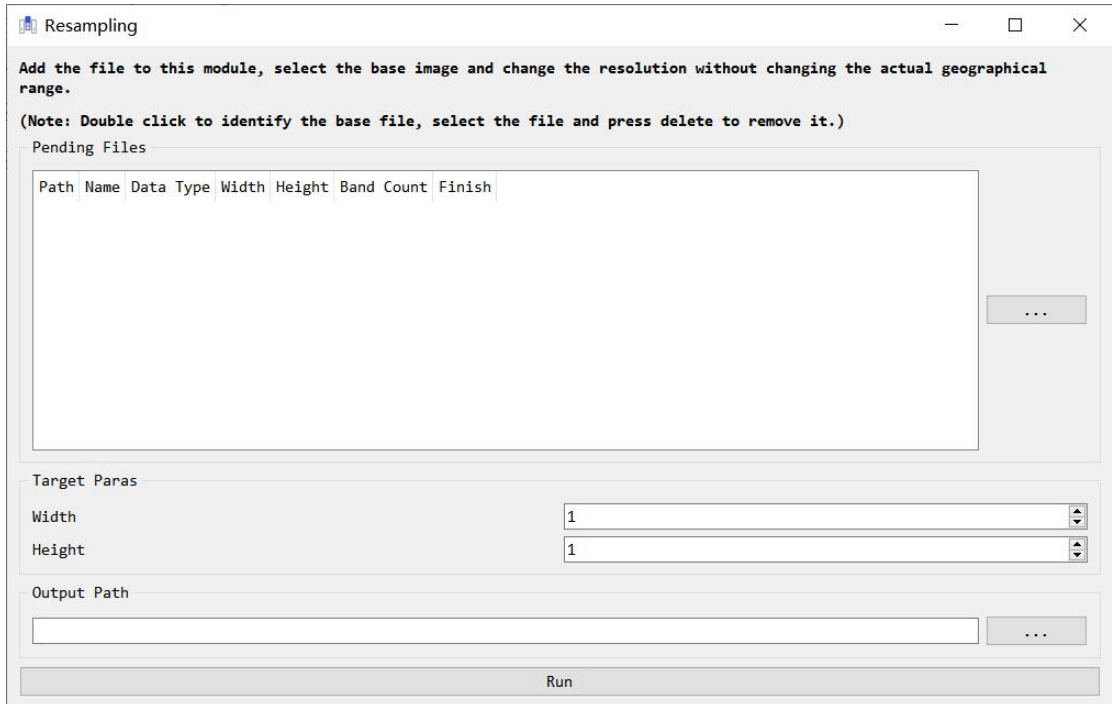 Resampling
Add the file to this module, select the base image and change the resolution without changing the actual geographical
range.
(Note: Double click to identify the base file, select the file and press delete to remove it.)
Pending Files
Path Name Data Type Width Height Band Count Finish
...
Target Paras
Width 1
Height 1
Output Path
...
Run